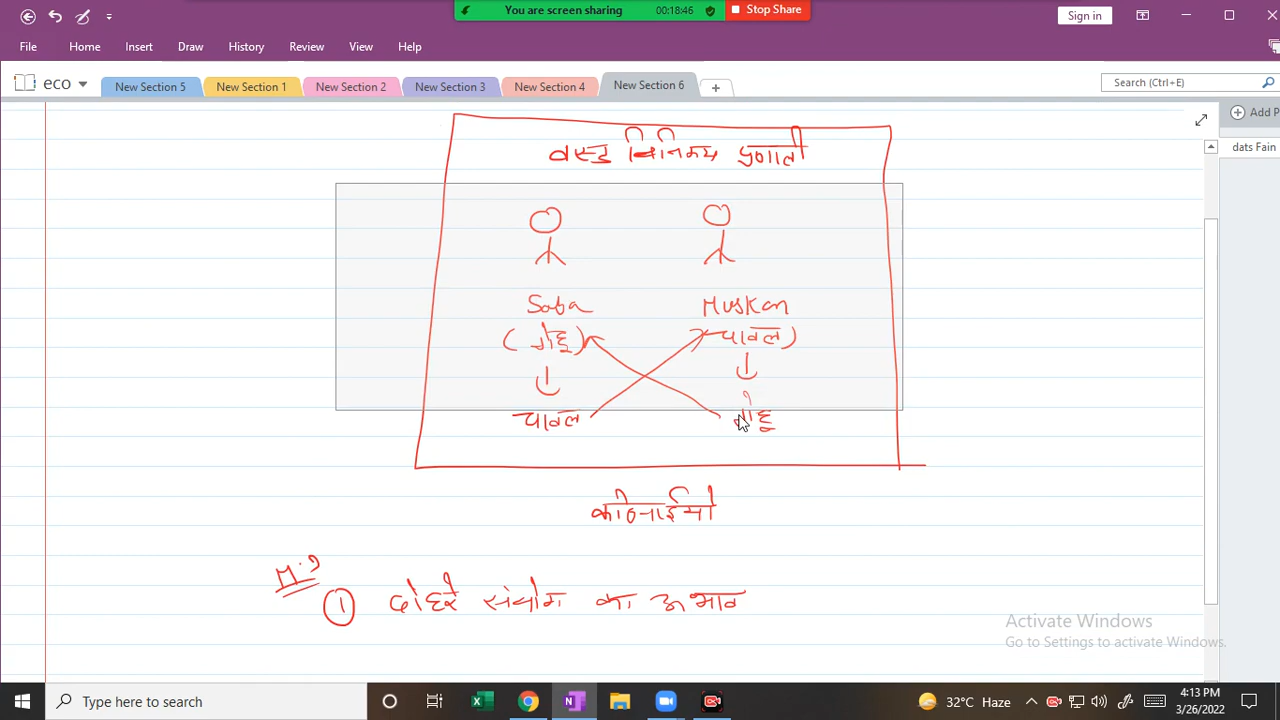 You are screen sharing 00:18:46 Stop Share
Sign in
File Home Insert Draw History Review View Help
eco New Section 5 New Section 1 New Section 2 New Section 3 New Section 4 New Section 6 Search (Ctrl+E)
Add P
dats Fain
वस्तु विनिमय प्रणाली
Saba Muskan
(गेहू) चावल)
चावल गेहू
कठिनाईयाँ
M.9
① दोहरे संयोग का अभाव
Activate Windows
Go to Settings to activate Windows.
Type here to search
32°C Haze
4:13 PM
3/26/2022